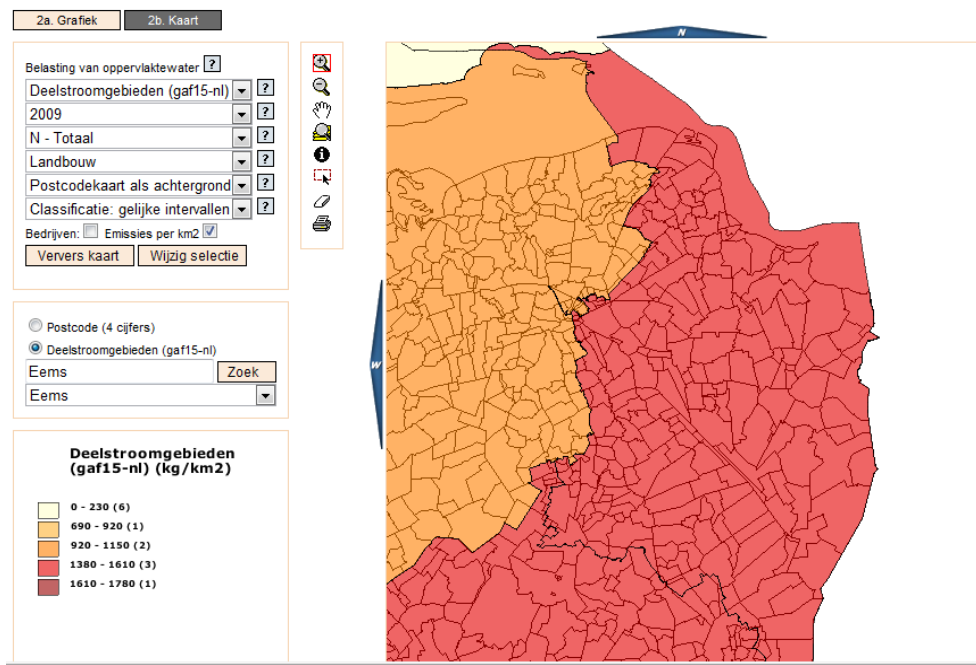 2a. Grafiek
2b. Kaart
Belasting van oppervlaktewater ?
Deelstroomgebieden (gaf15-nl) ?
2009 ?
N - Totaal ?
Landbouw ?
Postcodekaart als achtergrond ?
Classificatie: gelijke intervallen ?
Bedrijven: Emissies per km2
Ververs kaart Wijzig selectie
Postcode (4 cijfers)
Deelstroomgebieden (gaf15-nl)
Eems Zoek
Eems
Deelstroomgebieden
(gaf15-nl) (kg/km2)
0 - 230 (6)
690 - 920 (1)
920 - 1150 (2)
1380 - 1610 (3)
1610 - 1780 (1)
N
W